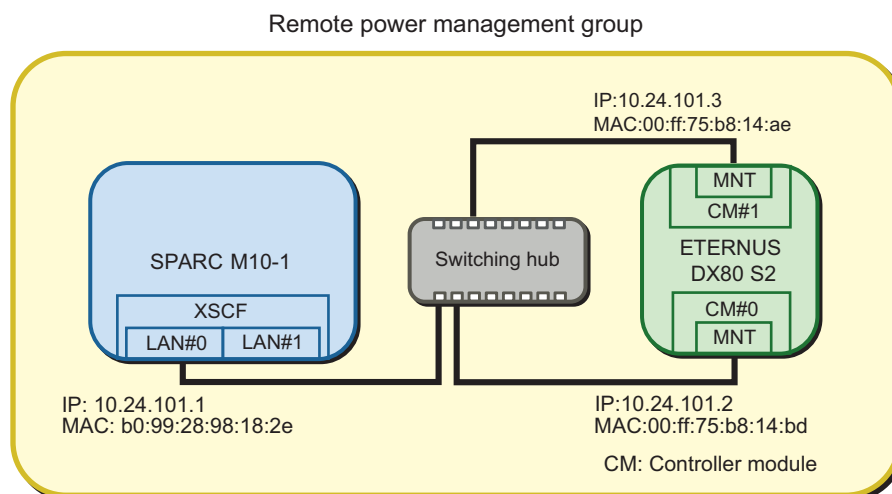 Remote power management group
IP:10.24.101.3
MAC:00:ff:75:b8:14:ae
MNT
CM#1
SPARC M10-1
Switching hub
ETERNUS
DX80 S2
XSCF
LAN#0
LAN#1
CM#0
MNT
IP: 10.24.101.1
MAC: b0:99:28:98:18:2e
IP:10.24.101.2
MAC:00:ff:75:b8:14:bd
CM: Controller module